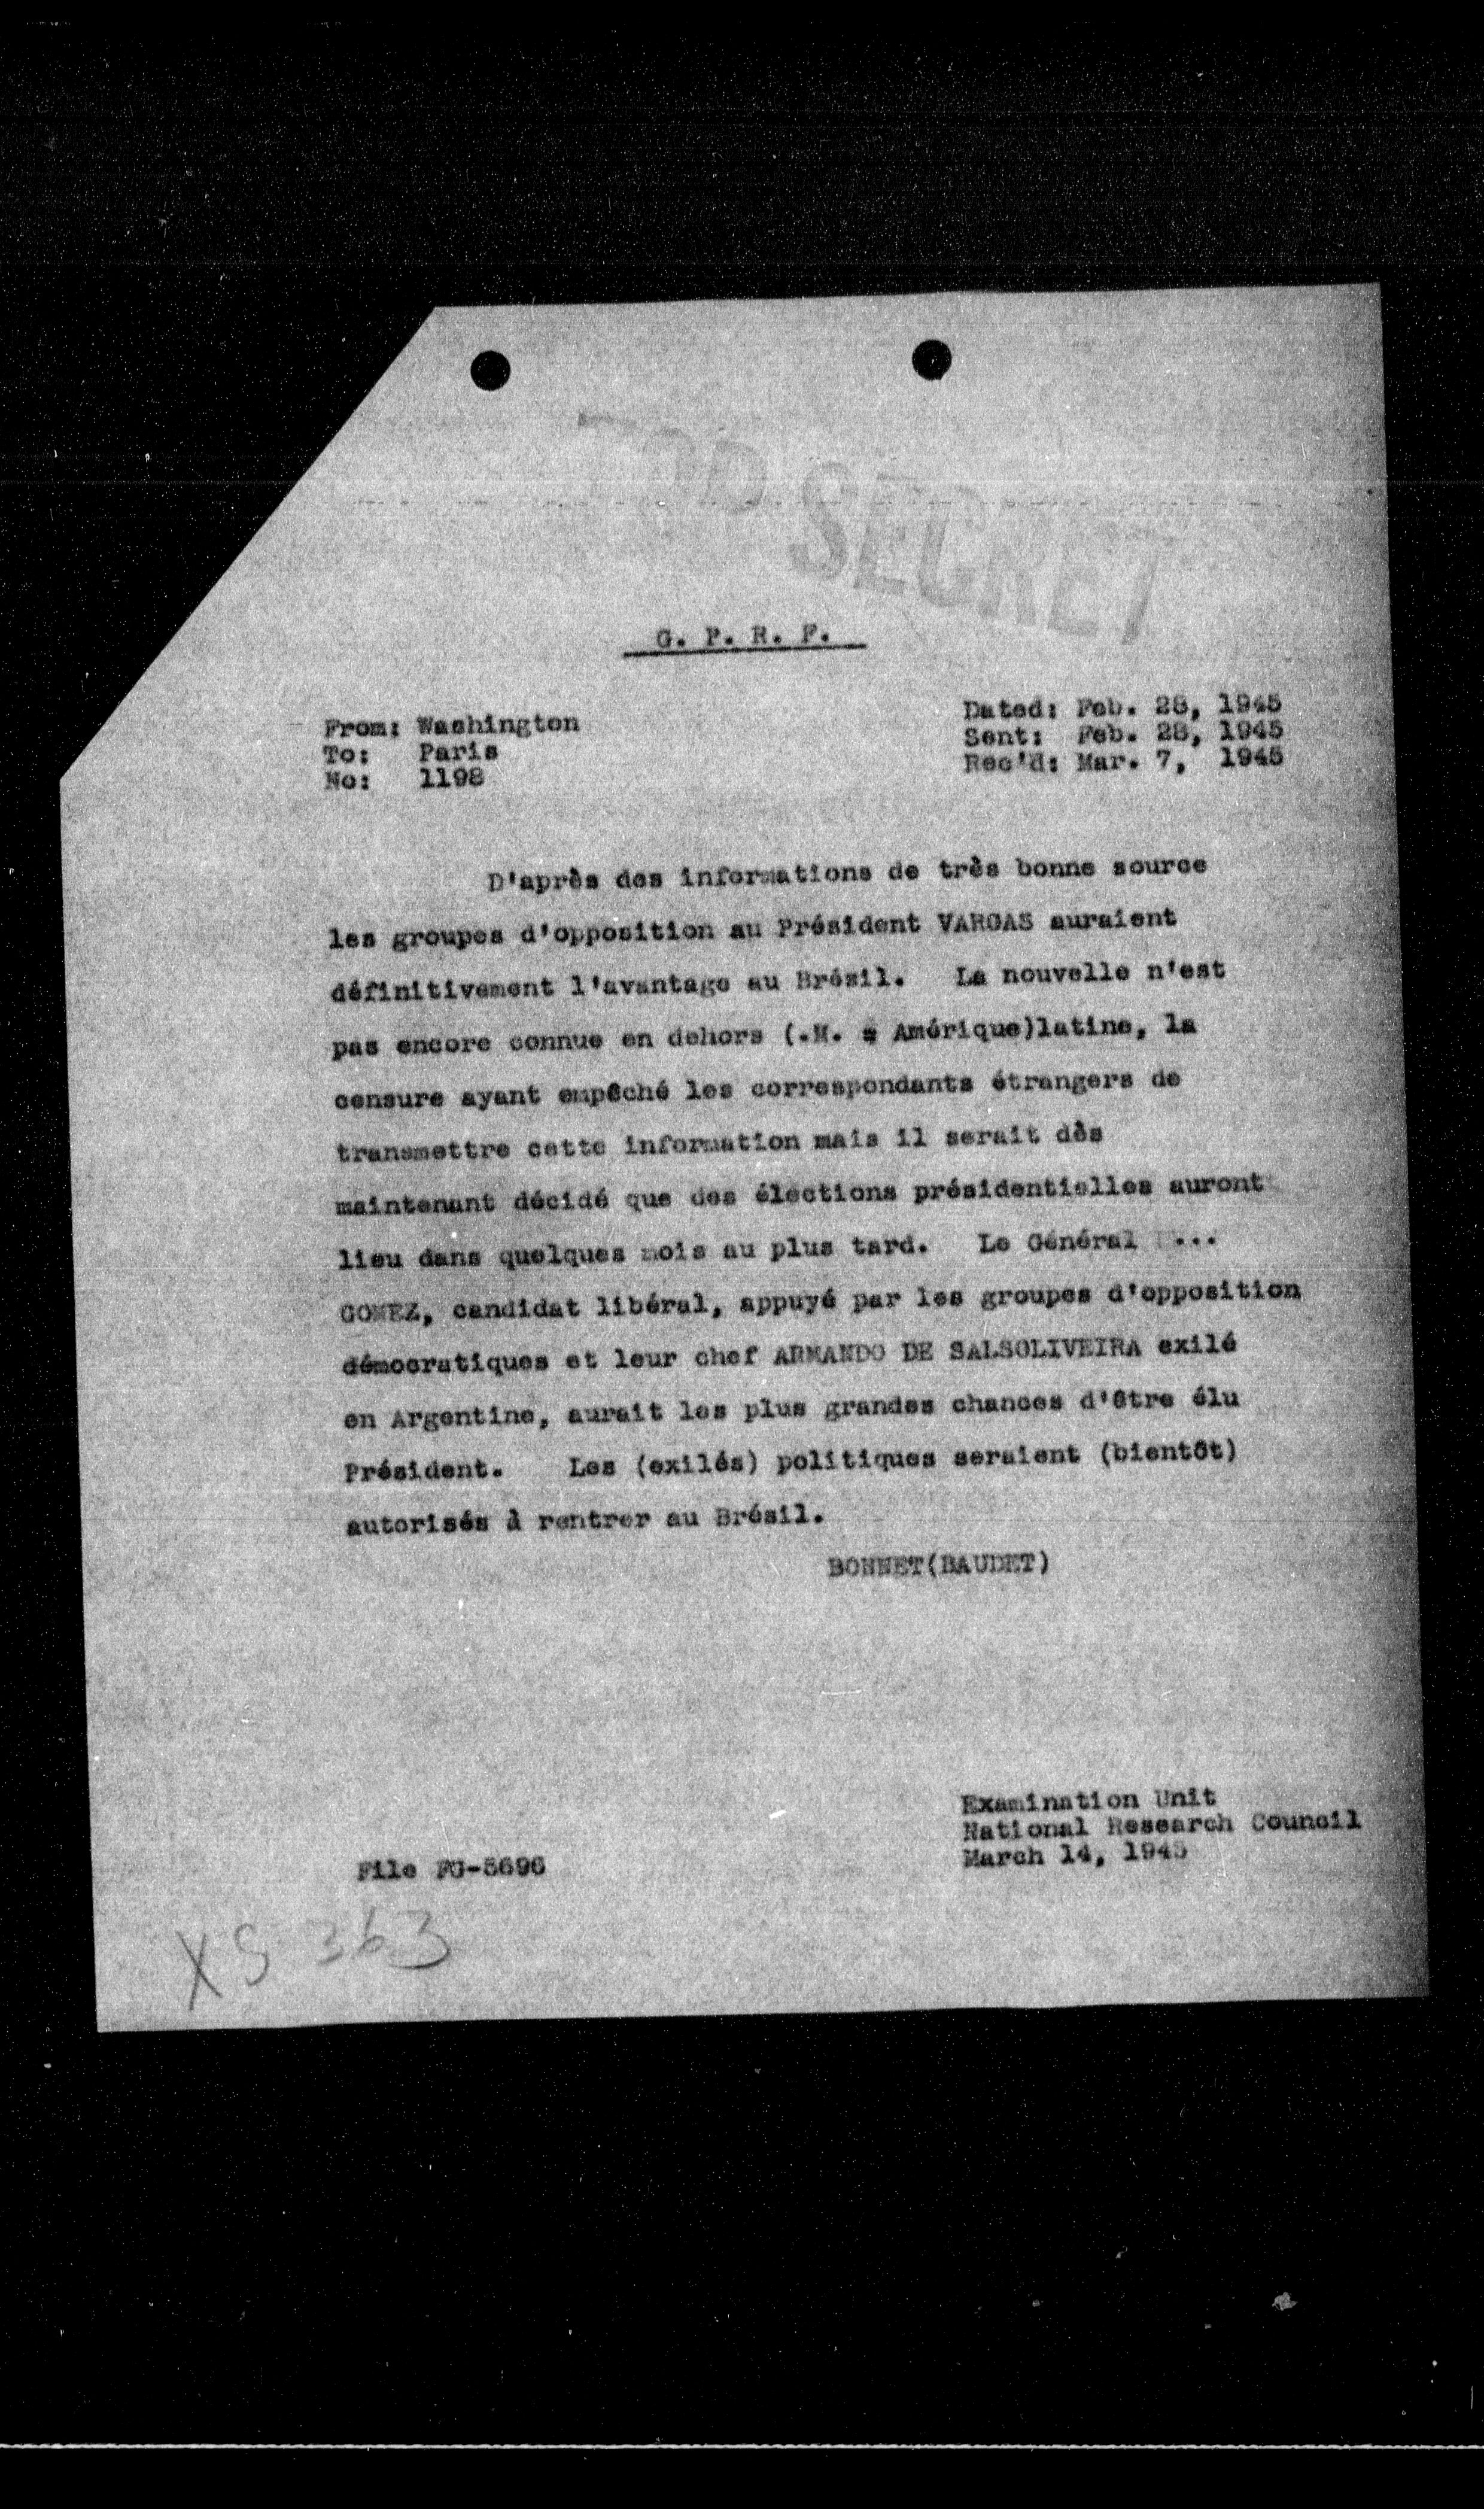 TOP SECRET
G. P. R. F.
From: Washington
To: Paris
No: 1198
Dated: Feb. 28, 1945
Sent: Feb. 28, 1945
Rec'd: Mar. 7, 1945
D'après des informations de très bonne source
les groupes d'opposition au Président VARGAS auraient
définitivement l'avantage au Brésil. La nouvelle n'est
pas encore connue en dehors (.M. = Amérique)latine, la
censure ayant empêché les correspondants étrangers de
transmettre cette information mais il serait dès
maintenant décidé que des élections présidentielles auront
lieu dans quelques mois au plus tard. Le Général ...
GOMEZ, candidat libéral, appuyé par les groupes d'opposition
démocratiques et leur chef ARMANDO DE SALSOLIVEIRA exilé
en Argentine, aurait les plus grandes chances d'être élu
Président. Les (exilés) politiques seraient (bientôt)
autorisés à rentrer au Brésil.
BONNET(BAUDET)
Examination Unit
National Research Council
March 14, 1945
File
XS 363